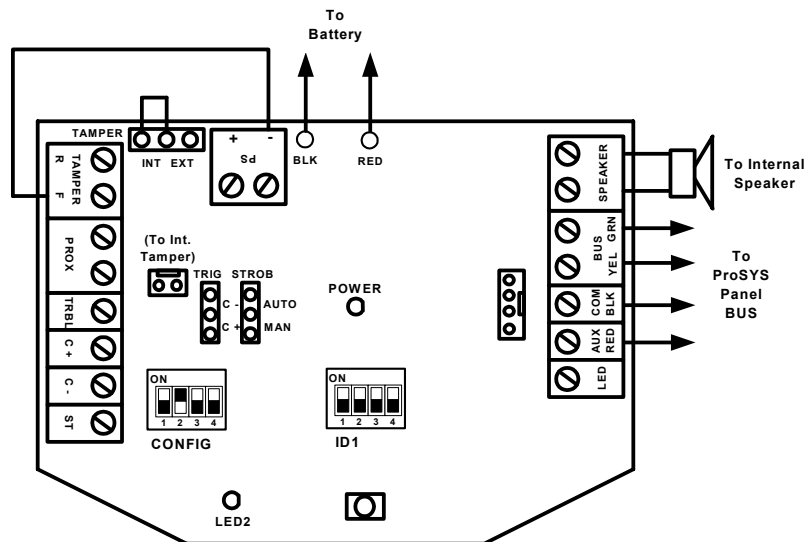 To
Battery
TAMPER
INT EXT
+ -
PS
BLK
RED
TAMPER
R F
PROX
TRBL
C +
C -
ST
(To Int.
Tamper)
TRIG STROB
C - AUTO
C + MAN
POWER
ON
1 2 3 4
CONFIG
ON
1 2 3 4
ID1
LED2
SPEAKER
BUS
YEL GRN
COM
BLK
AUX
RED
LED
To Internal
Speaker
To
ProSYS
Panel
BUS